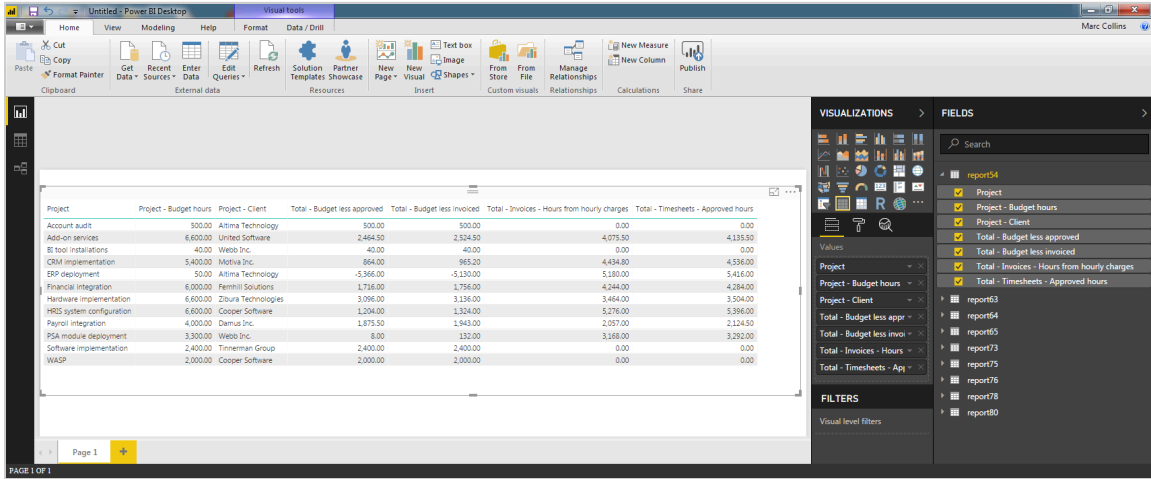 Untitled - Power BI Desktop
Visual tools
Home View Modeling Help Format Data / Drill
Marc Collins
Paste
Cut
Copy
Format Painter
Clipboard
Get Data
Recent Sources
Enter Data
Edit Queries
External data
Refresh
Solution Templates
Partner Showcase
Resources
New Page
New Visual
Text box
Image
Shapes
Insert
From Store
From File
Custom visuals
Manage Relationships
Relationships
New Measure
New Column
Calculations
Publish
Share
Project Project - Budget hours Project - Client Total - Budget less approved Total - Budget less invoiced Total - Invoices - Hours from hourly charges Total - Timesheets - Approved hours
Account audit 500.00 Altima Technology 500.00 500.00 0.00 0.00
Add-on services 6,600.00 United Software 2,464.50 2,524.50 4,075.50 4,135.50
BI tool installations 40.00 Webb Inc. 40.00 40.00 0.00 0.00
CRM implementation 5,400.00 Motiva Inc. 864.00 965.20 4,434.80 4,536.00
ERP deployment 50.00 Altima Technology -5,366.00 -5,130.00 5,180.00 5,416.00
Financial integration 6,000.00 Fernhill Solutions 1,716.00 1,756.00 4,244.00 4,284.00
Hardware implementation 6,600.00 Zibura Technologies 3,096.00 3,136.00 3,464.00 3,504.00
HRIS system configuration 6,600.00 Cooper Software 1,204.00 1,324.00 5,276.00 5,396.00
Payroll integration 4,000.00 Damus Inc. 1,875.50 1,943.00 2,057.00 2,124.50
PSA module deployment 3,300.00 Webb Inc. 8.00 132.00 3,168.00 3,292.00
Software implementation 2,400.00 Tinnerman Group 2,400.00 2,400.00 0.00 0.00
WASP 2,000.00 Cooper Software 2,000.00 2,000.00 0.00 0.00
Page 1
PAGE 1 OF 1
VISUALIZATIONS
R
Values
Project
Project - Budget hours
Project - Client
Total - Budget less appr
Total - Budget less invoi
Total - Invoices - Hours
Total - Timesheets - App
FILTERS
Visual level filters
FIELDS
Search
report54
Project
Project - Budget hours
Project - Client
Total - Budget less approved
Total - Budget less invoiced
Total - Invoices - Hours from hourly charges
Total - Timesheets - Approved hours
report63
report64
report65
report73
report75
report76
report78
report80